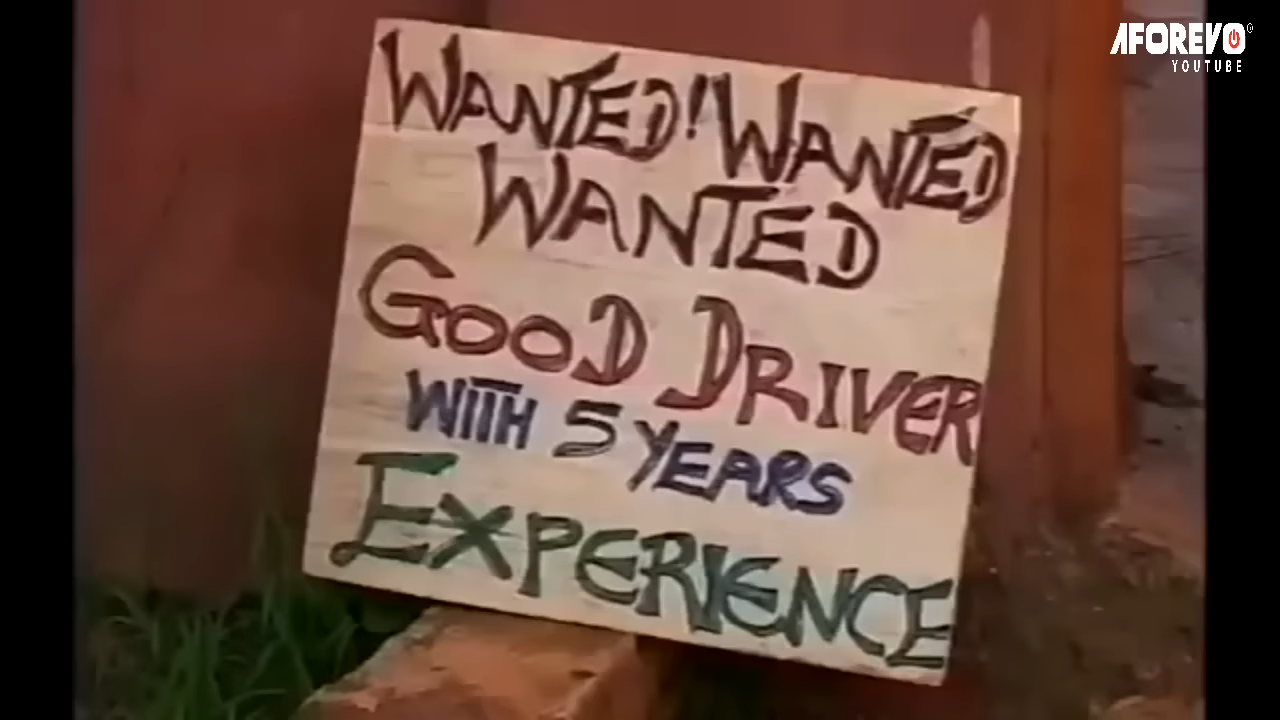 AFOREVO
YOUTUBE
WANTED! WANTED
WANTED
GOOD DRIVER
WITH 5 YEARS
EXPERIENCE